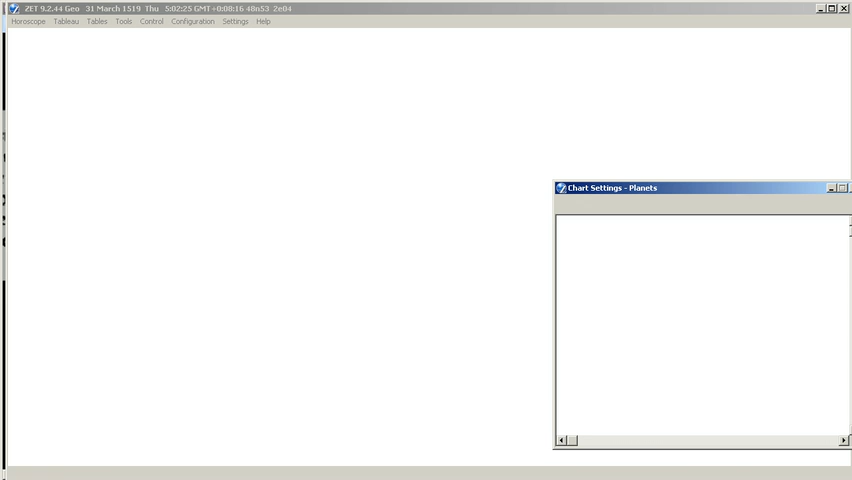 ZET 9.2.44 Geo 31 March 1519 Thu 5:02:25 GMT+0:08:16 48n53 2e04
Horoscope Tableau Tables Tools Control Configuration Settings Help
Chart Settings - Planets